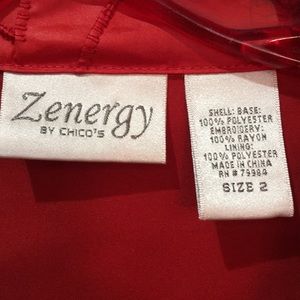 Zenergy
BY CHICO'S
SHELL: BASE:
100% POLYESTER
EMBROIDERY:
100% RAYON
LINING:
100% POLYESTER
MADE IN CHINA
RN # 79984
SIZE 2